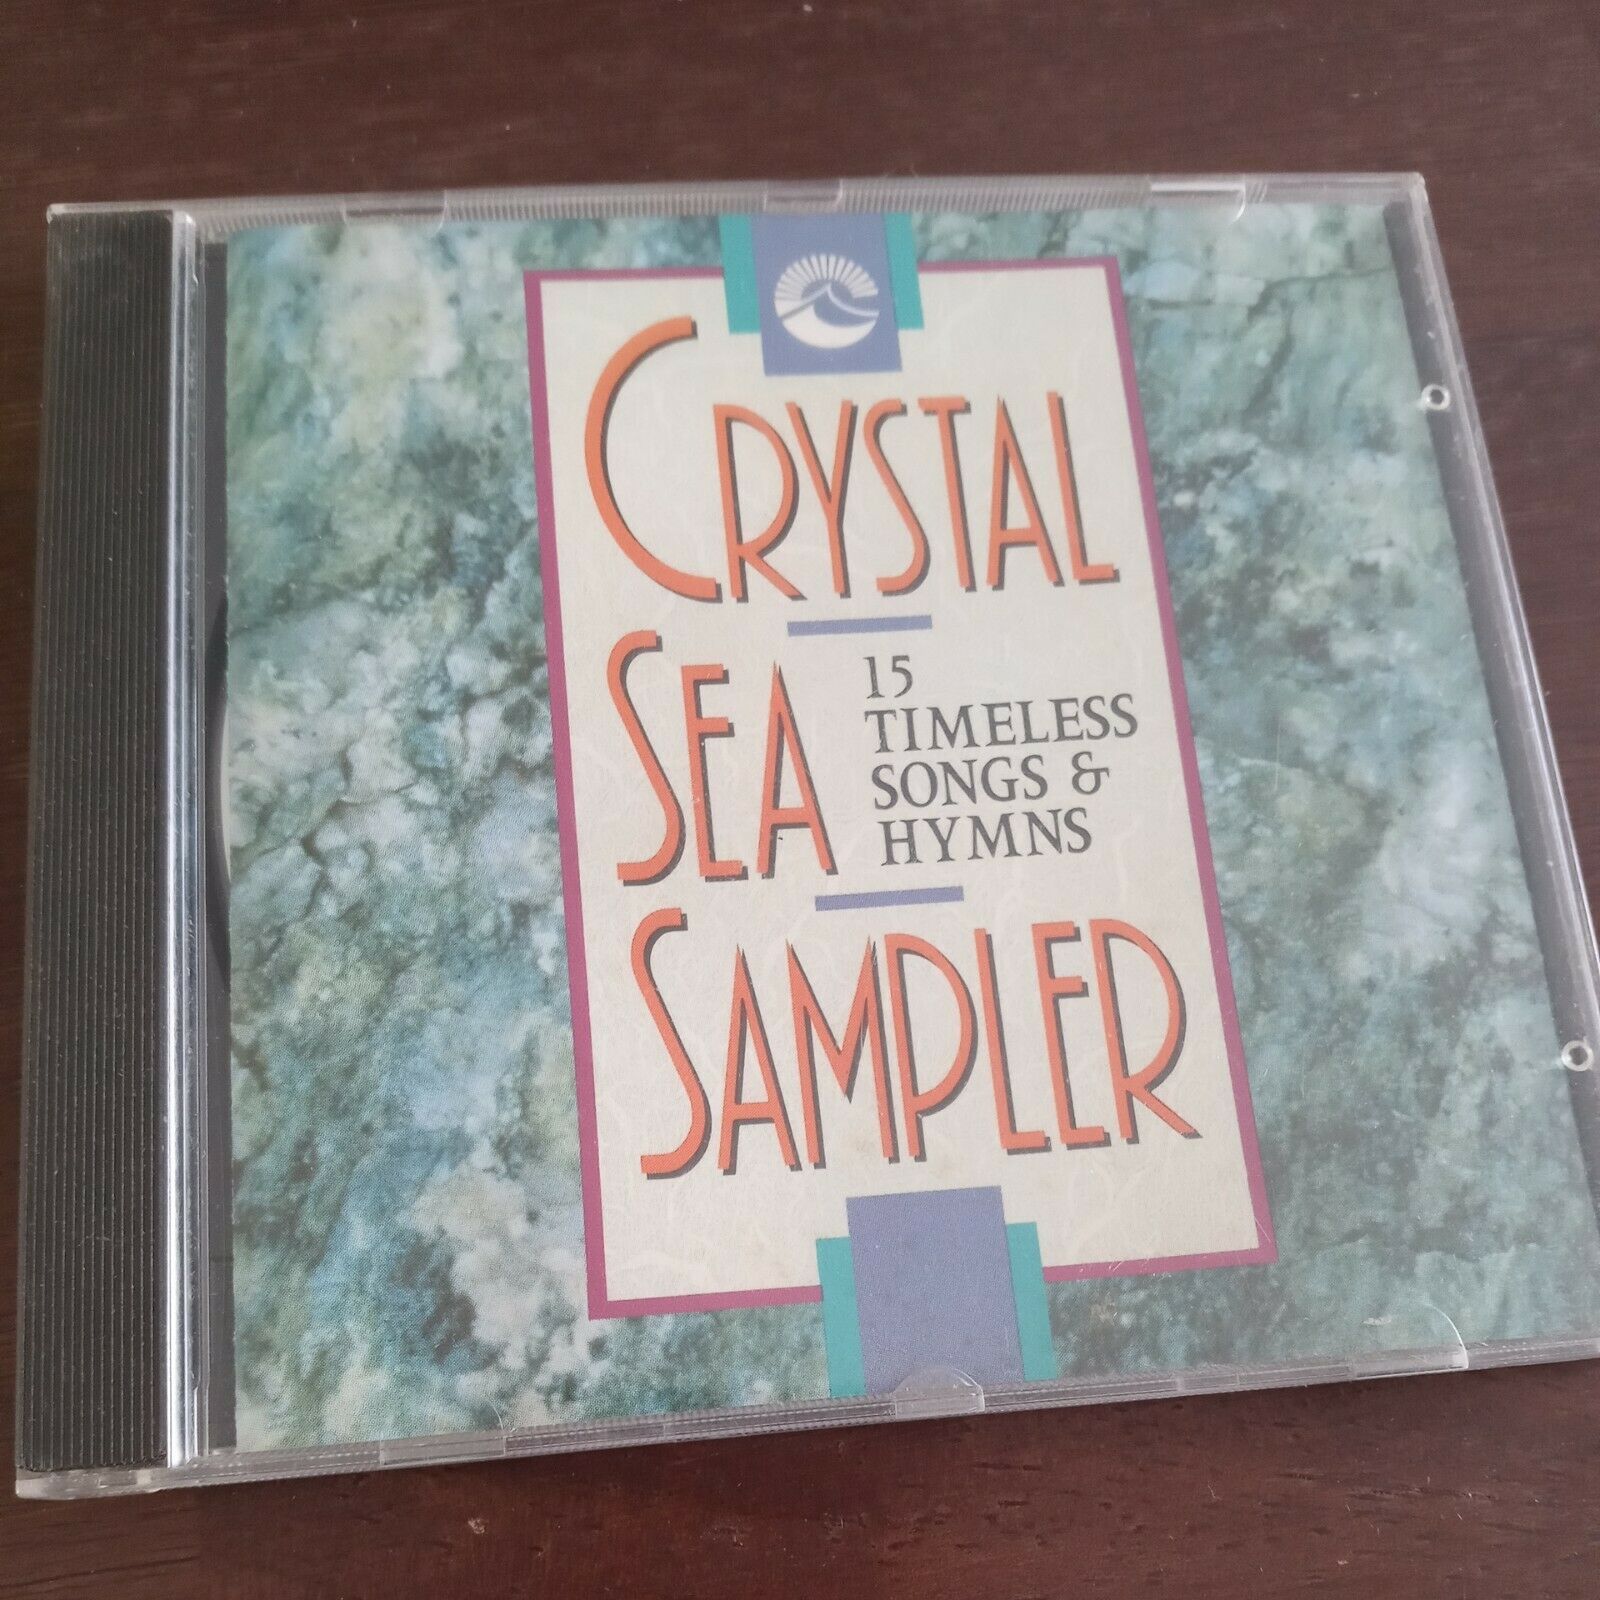 CRYSTAL
SEA
15
TIMELESS
SONGS &
HYMNS
SAMPLER